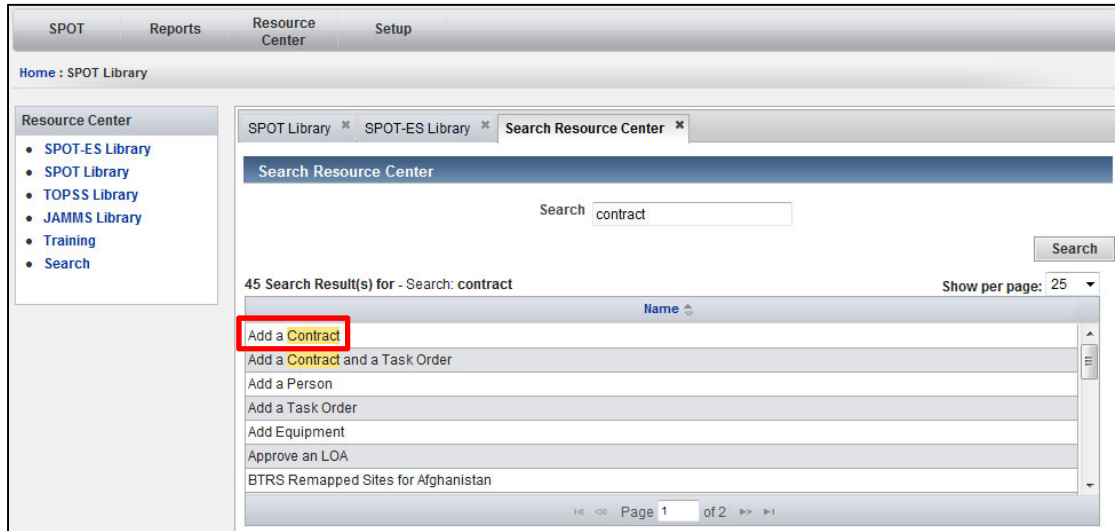 SPOT Reports Resource Center Setup
Home : SPOT Library
Resource Center
SPOT-ES Library
SPOT Library
TOPSS Library
JAMMS Library
Training
Search
SPOT Library SPOT-ES Library Search Resource Center
Search Resource Center
Search contract
Search
45 Search Result(s) for - Search: contract Show per page: 25
Name
Add a Contract
Add a Contract and a Task Order
Add a Person
Add a Task Order
Add Equipment
Approve an LOA
BTRS Remapped Sites for Afghanistan
Page 1 of 2